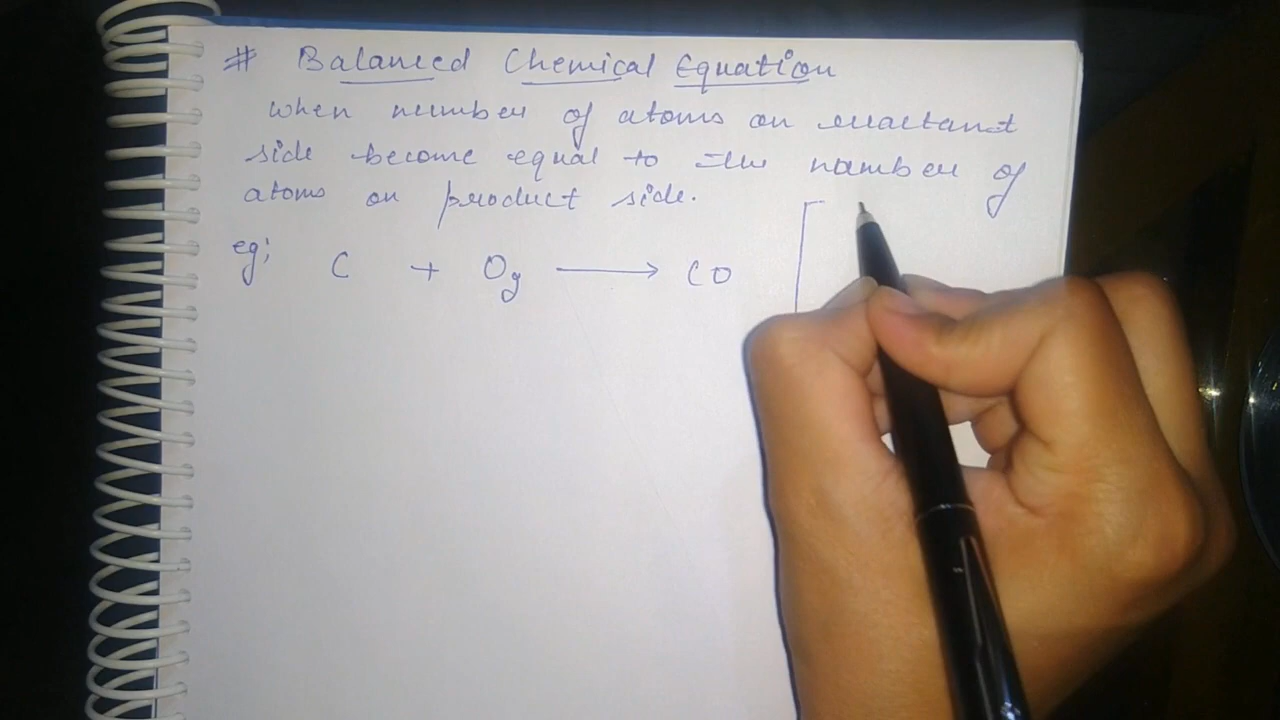 # Balanced Chemical Equation
When number of atoms on reactant
side become equal to the number of
atoms on product side.
eg; C + O₂ ⟶ CO